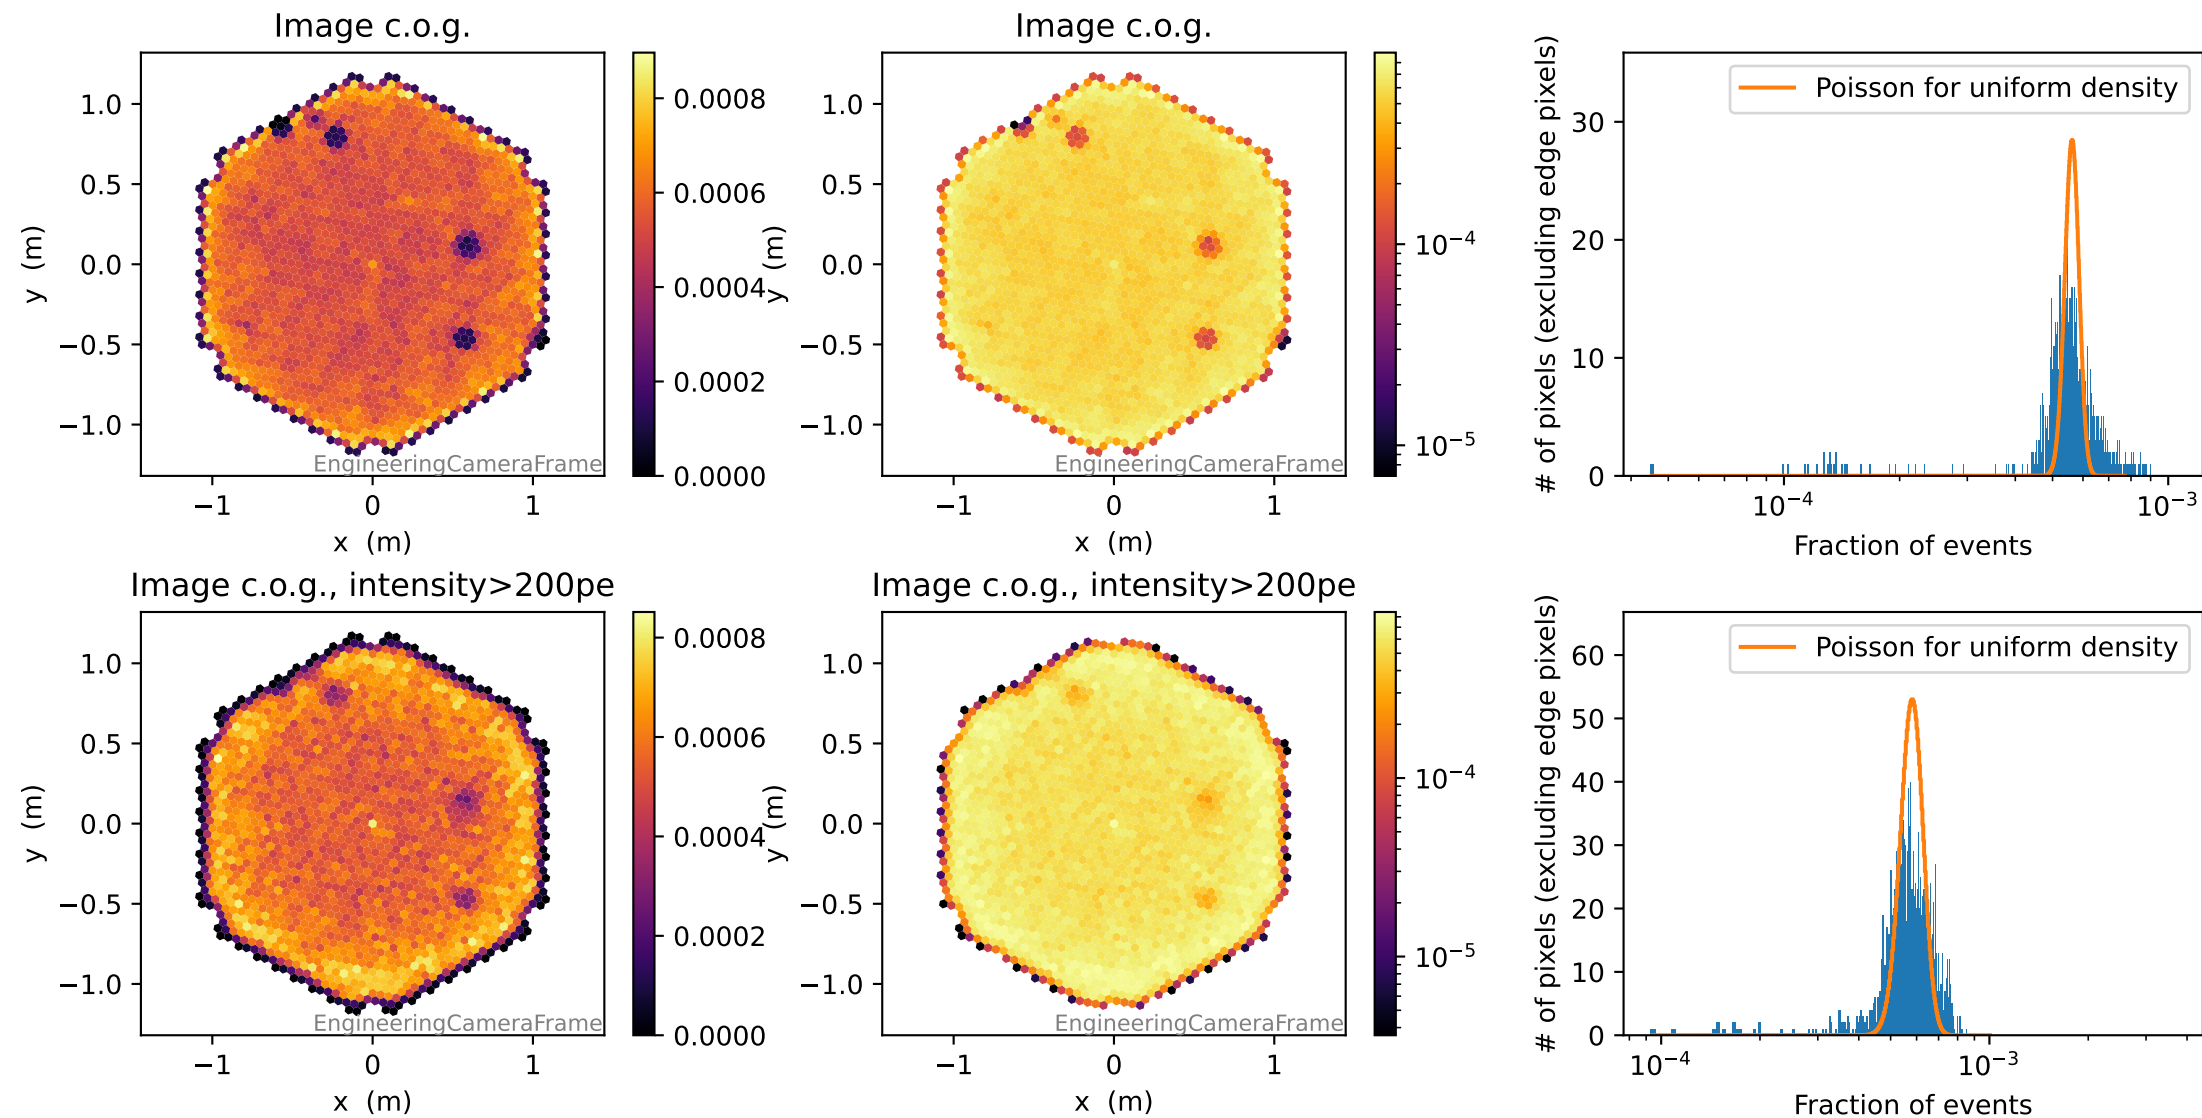 Image c.o.g.
1.0
0.5
0.0
−0.5
−1.0
y (m)
−1
0
1
x (m)
EngineeringCameraFrame
0.0008
0.0006
0.0004
0.0002
0.0000
Image c.o.g.
1.0
0.5
0.0
−0.5
−1.0
y (m)
−1
0
1
x (m)
EngineeringCameraFrame
10⁻⁴
10⁻⁵
# of pixels (excluding edge pixels)
30
20
10
0
Poisson for uniform density
10⁻⁴
10⁻³
Fraction of events
Image c.o.g., intensity>200pe
1.0
0.5
0.0
−0.5
−1.0
y (m)
−1
0
1
x (m)
EngineeringCameraFrame
0.0008
0.0006
0.0004
0.0002
0.0000
Image c.o.g., intensity>200pe
1.0
0.5
0.0
−0.5
−1.0
y (m)
−1
0
1
x (m)
EngineeringCameraFrame
10⁻⁴
10⁻⁵
# of pixels (excluding edge pixels)
60
50
40
30
20
10
0
Poisson for uniform density
10⁻⁴
10⁻³
Fraction of events